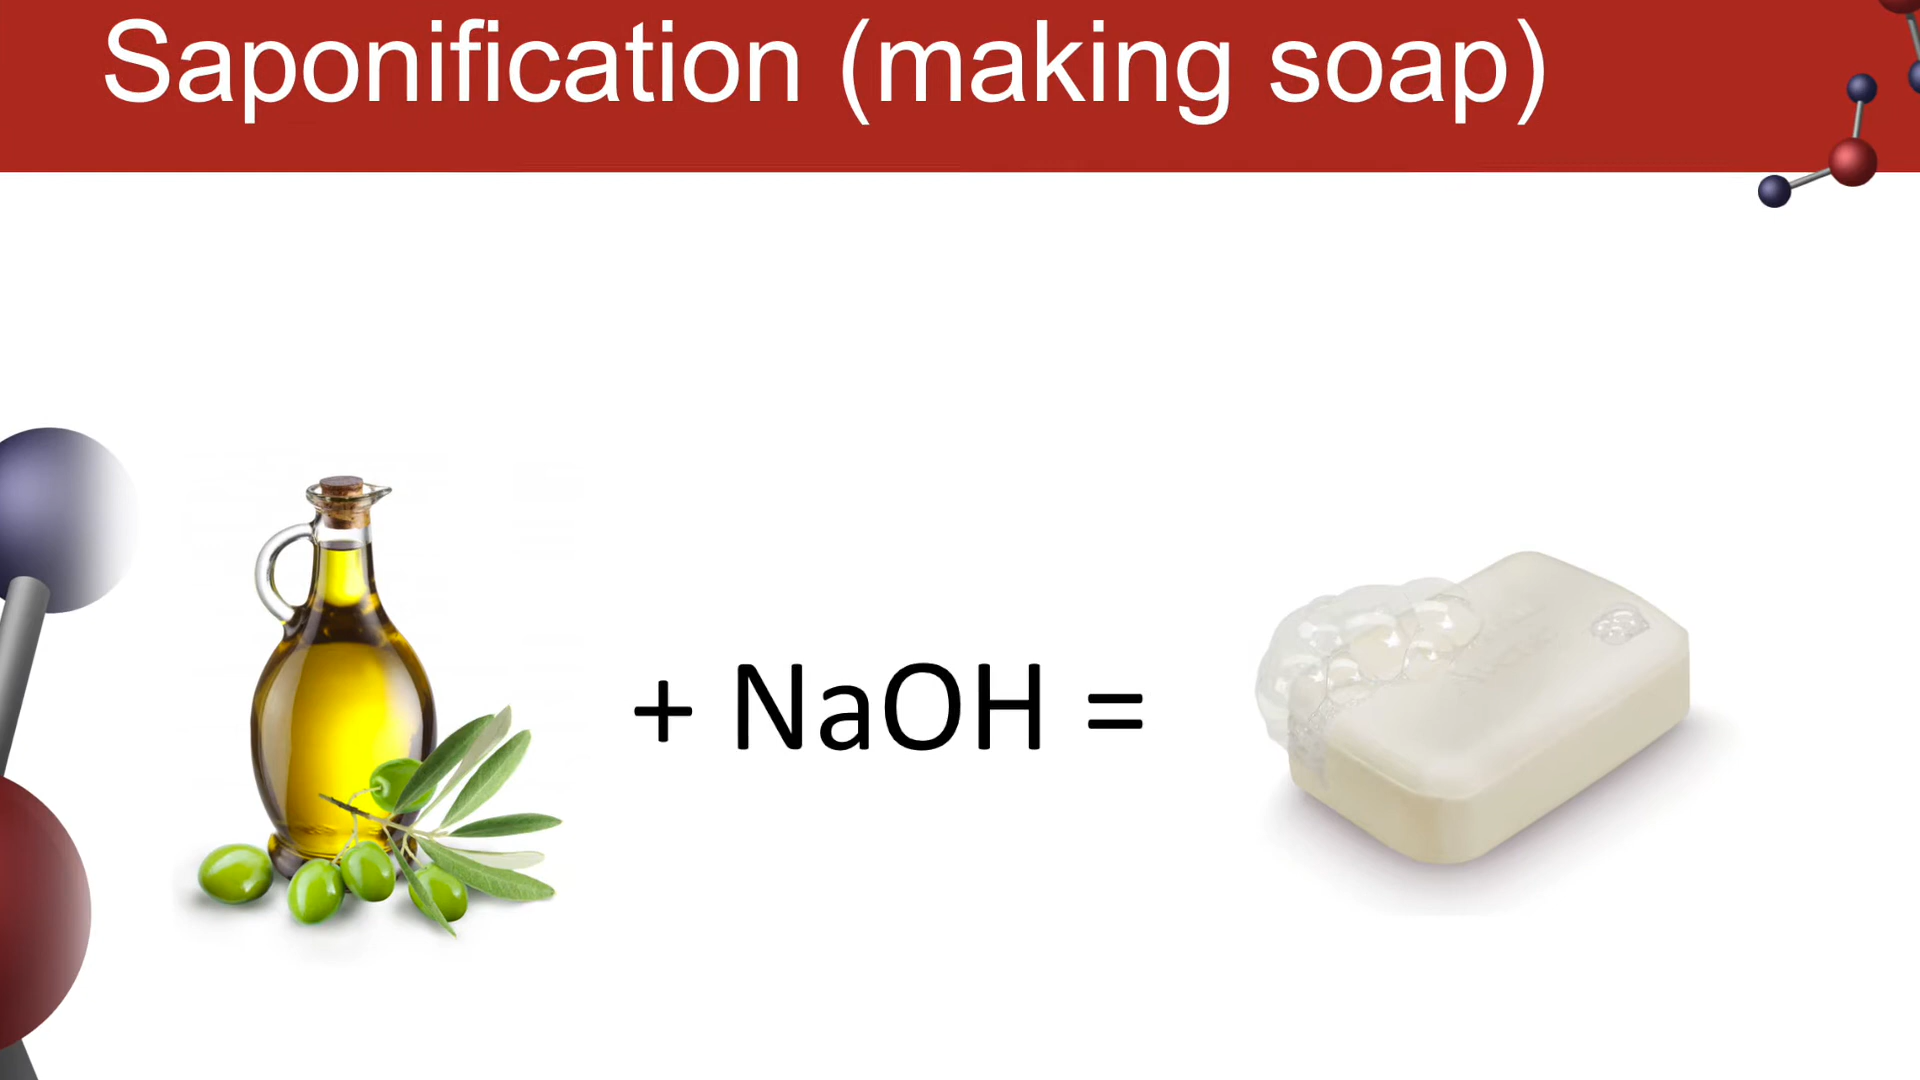 Saponification (making soap)
+ NaOH =